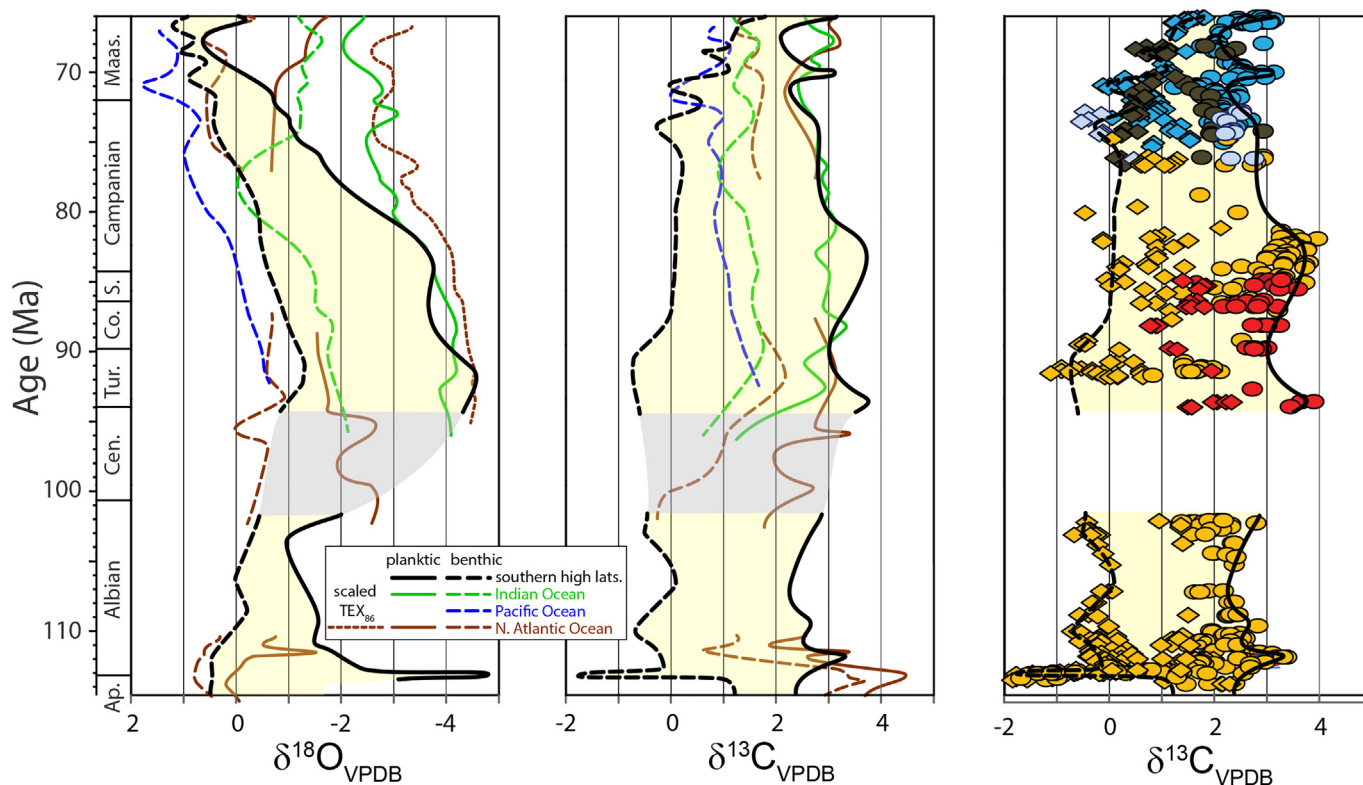 Age (Ma)
70
80
90
100
110
Maas.
Campanian
S.
Co.
Tur.
Cen.
Albian
Ap.
planktic benthic
scaled
TEX86
southern high lats.
Indian Ocean
Pacific Ocean
N. Atlantic Ocean
2 0 -2 -4
δ18OVPDB
-2 0 2 4
δ13CVPDB
-2 0 2 4
δ13CVPDB